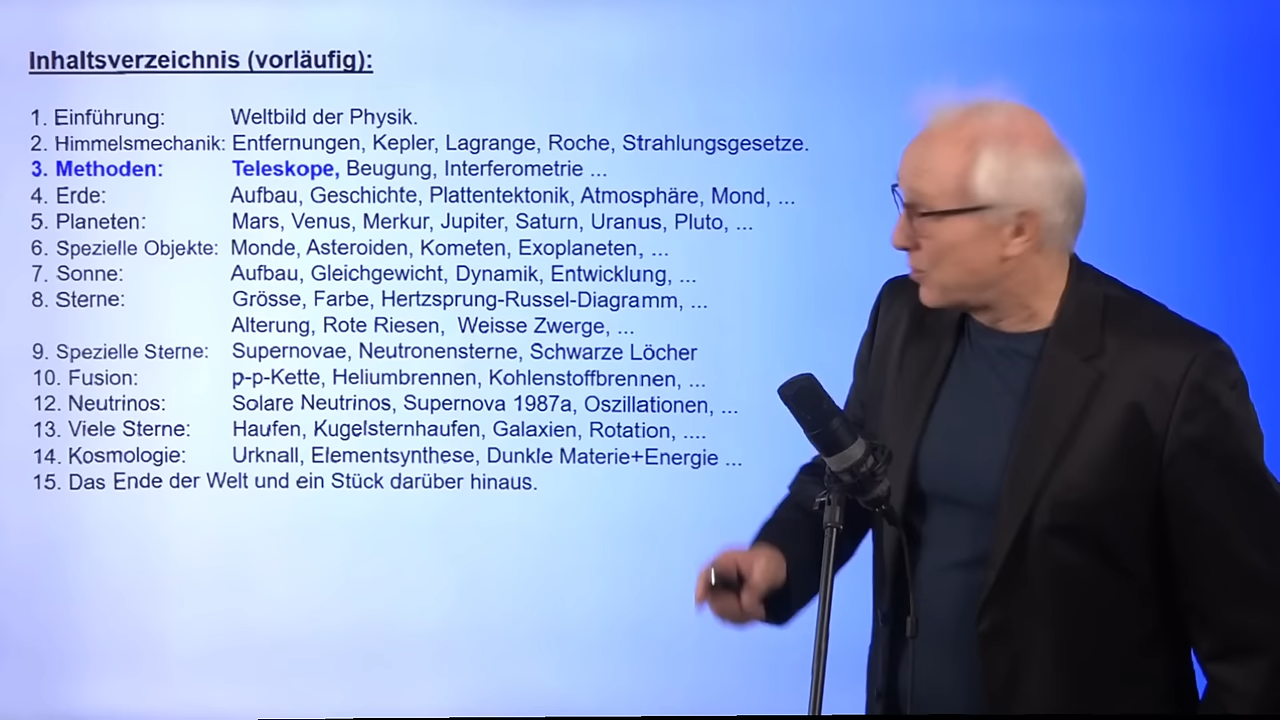 Inhaltsverzeichnis (vorläufig):
1. Einführung: Weltbild der Physik.
2. Himmelsmechanik: Entfernungen, Kepler, Lagrange, Roche, Strahlungsgesetze.
3. Methoden: Teleskope, Beugung, Interferometrie ...
4. Erde: Aufbau, Geschichte, Plattentektonik, Atmosphäre, Mond, ...
5. Planeten: Mars, Venus, Merkur, Jupiter, Saturn, Uranus, Pluto, ...
6. Spezielle Objekte: Monde, Asteroiden, Kometen, Exoplaneten, ...
7. Sonne: Aufbau, Gleichgewicht, Dynamik, Entwicklung, ...
8. Sterne: Grösse, Farbe, Hertzsprung-Russel-Diagramm, ...
Alterung, Rote Riesen, Weisse Zwerge, ...
9. Spezielle Sterne: Supernovae, Neutronensterne, Schwarze Löcher
10. Fusion: p-p-Kette, Heliumbrennen, Kohlenstoffbrennen, ...
12. Neutrinos: Solare Neutrinos, Supernova 1987a, Oszillationen, ...
13. Viele Sterne: Haufen, Kugelsternhaufen, Galaxien, Rotation, ....
14. Kosmologie: Urknall, Elementsynthese, Dunkle Materie+Energie ...
15. Das Ende der Welt und ein Stück darüber hinaus.